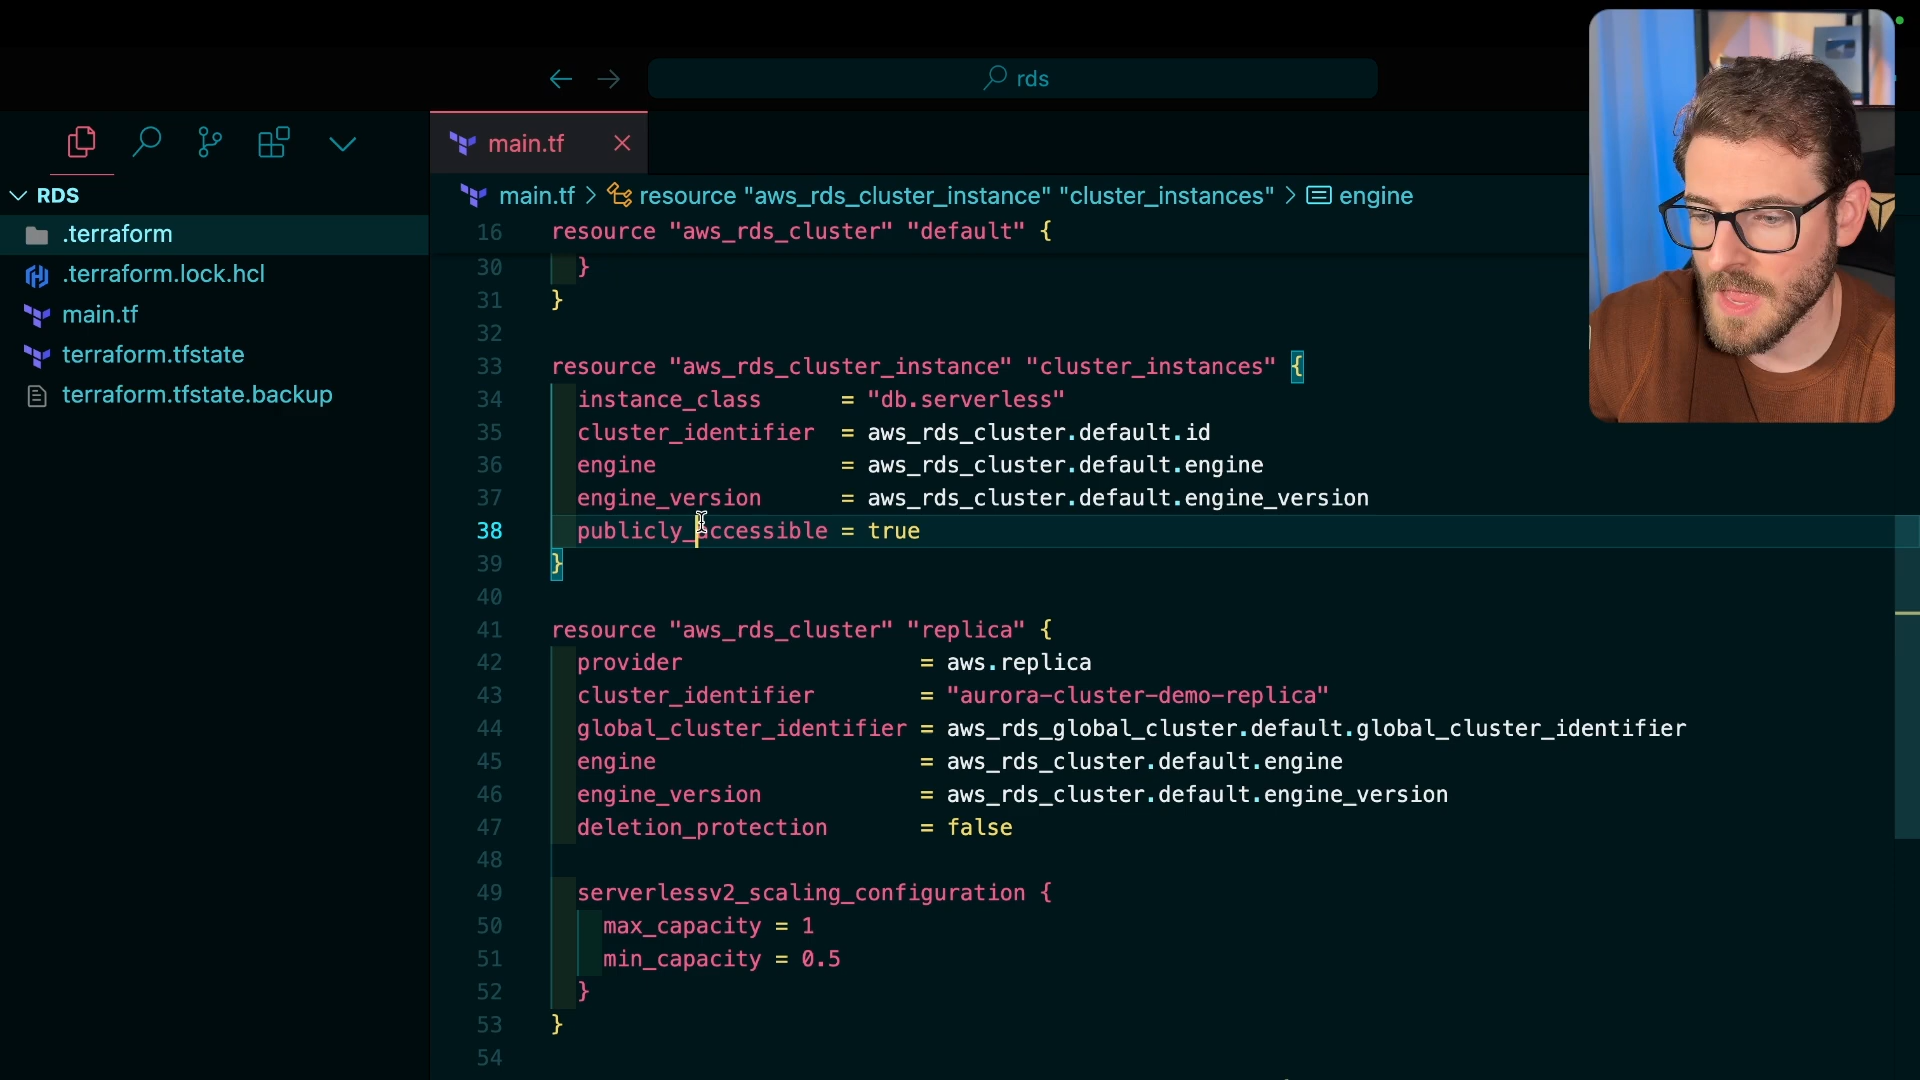 rds
main.tf
main.tf > resource "aws_rds_cluster_instance" "cluster_instances" > engine
RDS
.terraform
.terraform.lock.hcl
main.tf
terraform.tfstate
terraform.tfstate.backup
16 resource "aws_rds_cluster" "default" {
30 }
31 }
32
33 resource "aws_rds_cluster_instance" "cluster_instances" {
34 instance_class = "db.serverless"
35 cluster_identifier = aws_rds_cluster.default.id
36 engine = aws_rds_cluster.default.engine
37 engine_version = aws_rds_cluster.default.engine_version
38 publicly_accessible = true
39 }
40
41 resource "aws_rds_cluster" "replica" {
42 provider = aws.replica
43 cluster_identifier = "aurora-cluster-demo-replica"
44 global_cluster_identifier = aws_rds_global_cluster.default.global_cluster_identifier
45 engine = aws_rds_cluster.default.engine
46 engine_version = aws_rds_cluster.default.engine_version
47 deletion_protection = false
48
49 serverlessv2_scaling_configuration {
50 max_capacity = 1
51 min_capacity = 0.5
52 }
53 }
54